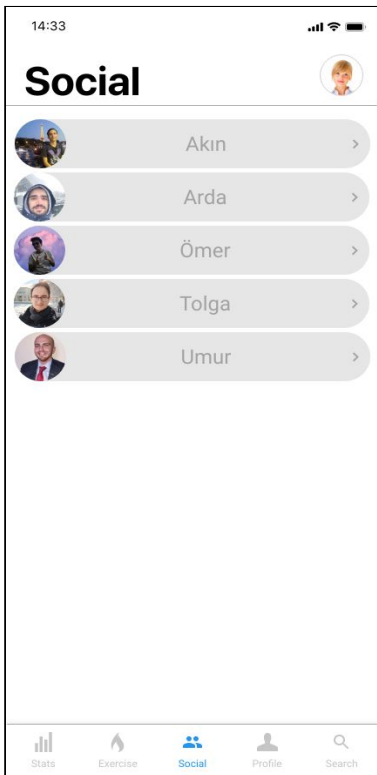 14:33
Social
Akın
Arda
Ömer
Tolga
Umur
Stats Exercise Social Profile Search